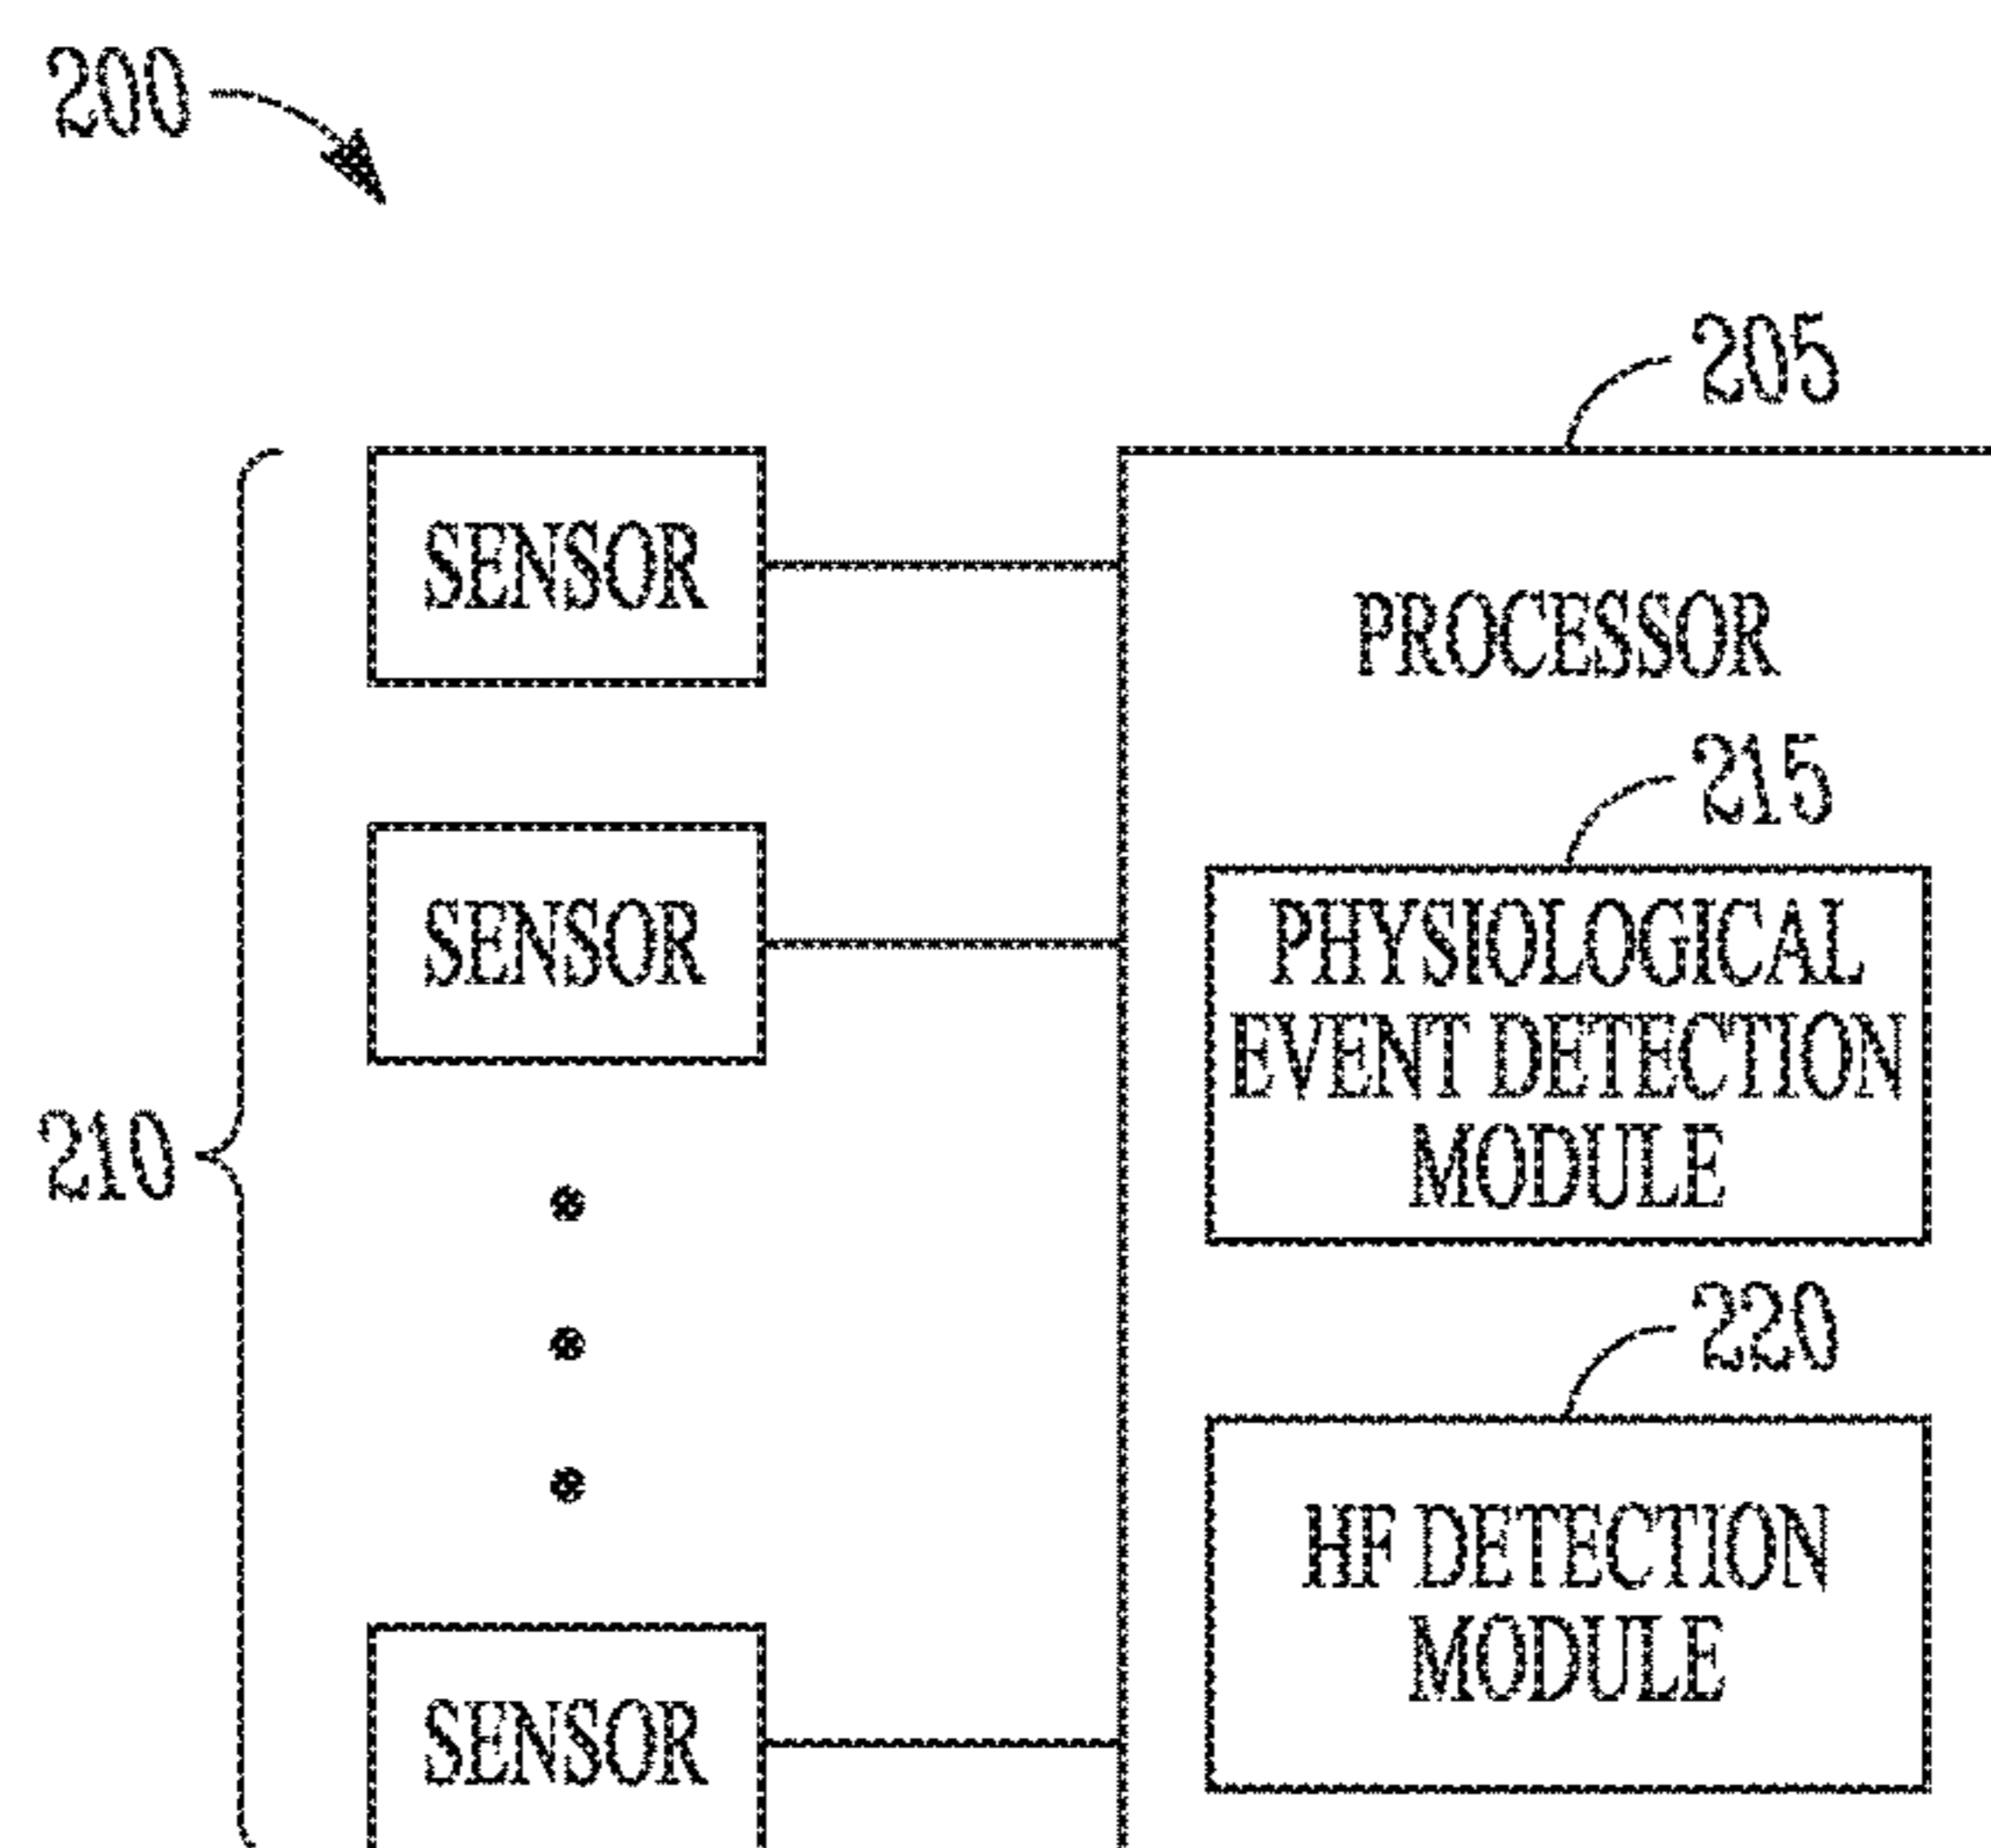 200
205
SENSOR
PROCESSOR
215
SENSOR
PHYSIOLOGICAL
EVENT DETECTION
MODULE
210
220
HF DETECTION
MODULE
SENSOR